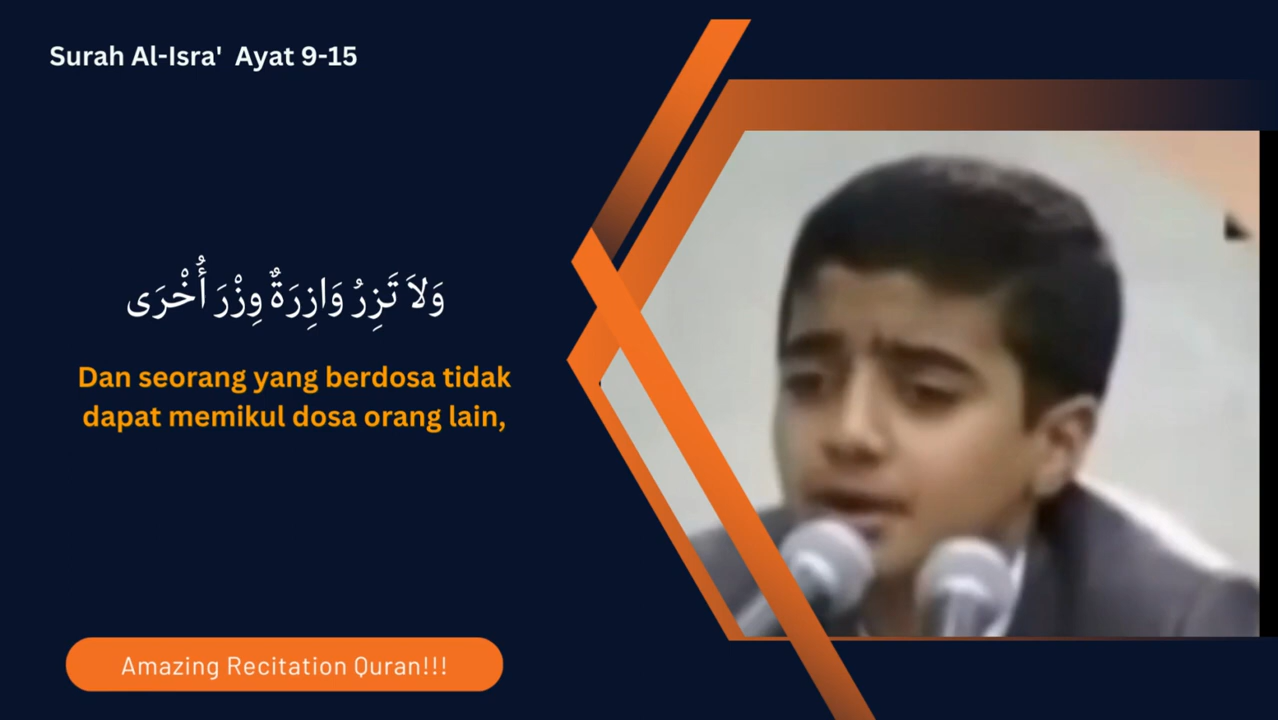 Surah Al-Isra'  Ayat 9-15
وَلاَ تَزِرُ وَازِرَةٌ وِزْرَ أُخْرَى
Dan seorang yang berdosa tidak
dapat memikul dosa orang lain,
Amazing Recitation Quran!!!